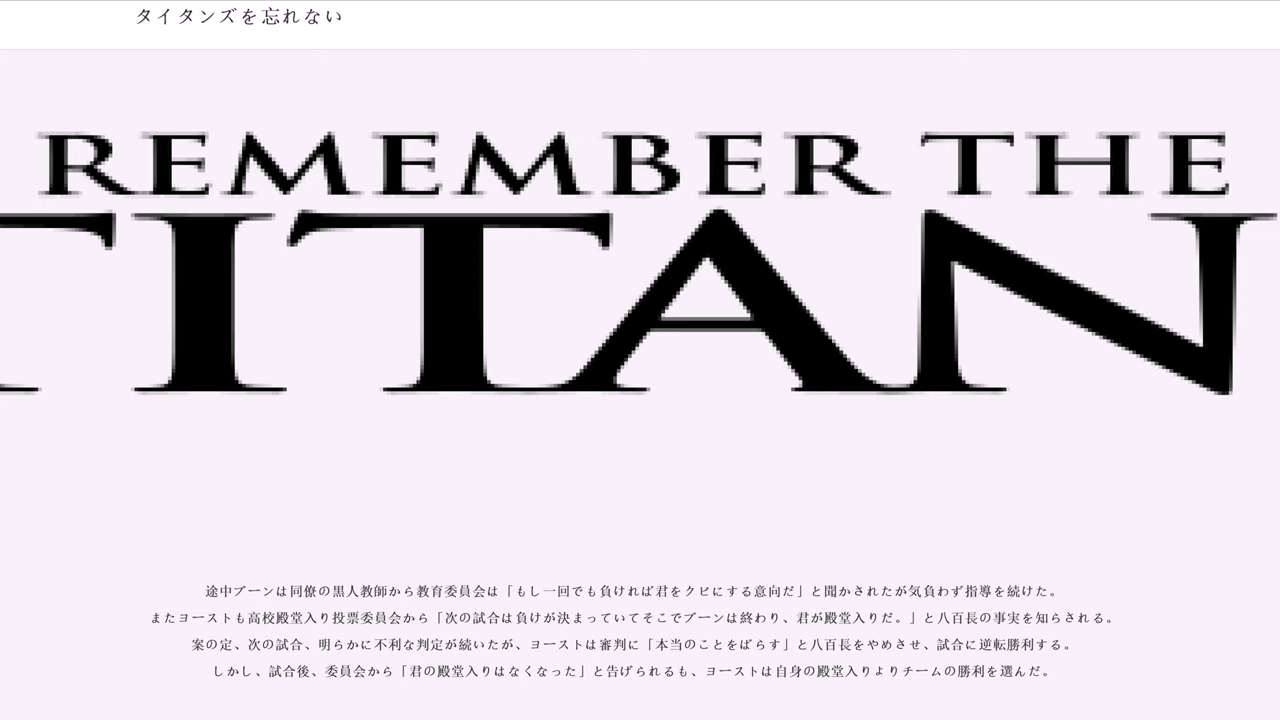 タイタンズを忘れない
REMEMBER THE
TITAN
途中ブーンは同僚の黒人教師から教育委員会は「もし一回でも負ければ君をクビにする意向だ」と聞かされたが気負わず指導を続けた。
またヨーストも高校殿堂入り投票委員会から「次の試合は負けが決まっていてそこでブーンは終わり、君が殿堂入りだ。」と八百長の事実を知らされる。
案の定、次の試合、明らかに不利な判定が続いたが、ヨーストは審判に「本当のことをばらす」と八百長をやめさせ、試合に逆転勝利する。
しかし、試合後、委員会から「君の殿堂入りはなくなった」と告げられるも、ヨーストは自身の殿堂入りよりチームの勝利を選んだ。